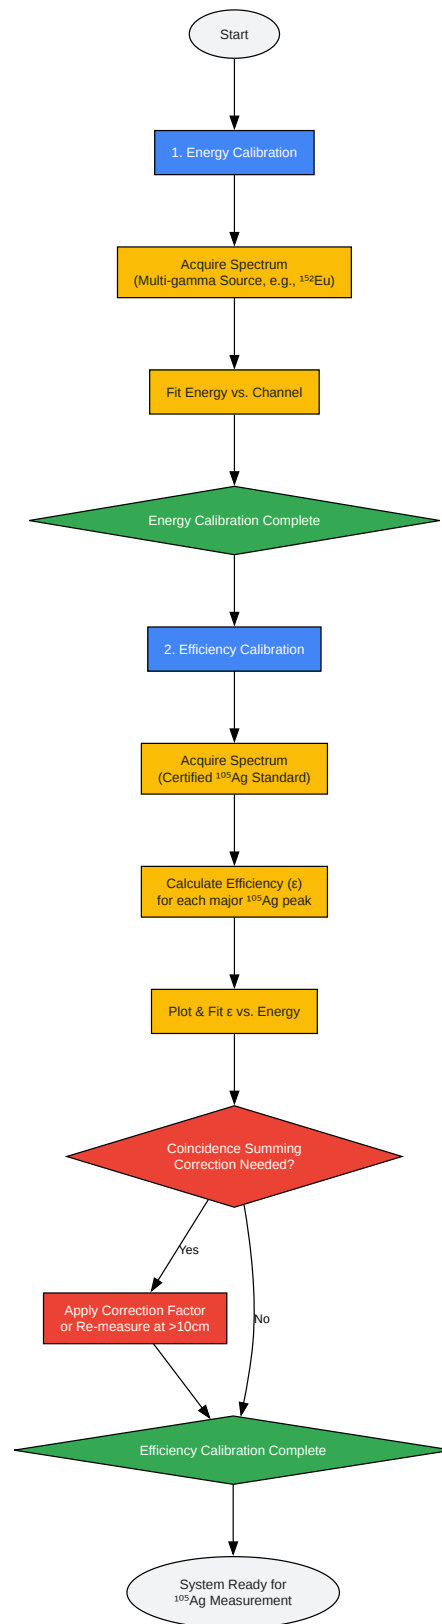 Start
1. Energy Calibration
Acquire Spectrum
(Multi-gamma Source, e.g., ¹⁵²Eu)
Fit Energy vs. Channel
Energy Calibration Complete
2. Efficiency Calibration
Acquire Spectrum
(Certified ¹⁰⁵Ag Standard)
Calculate Efficiency (ε)
for each major ¹⁰⁵Ag peak
Plot & Fit ε vs. Energy
Coincidence Summing
Correction Needed?
Yes
Apply Correction Factor
or Re-measure at >10cm
No
Efficiency Calibration Complete
System Ready for
¹⁰⁵Ag Measurement